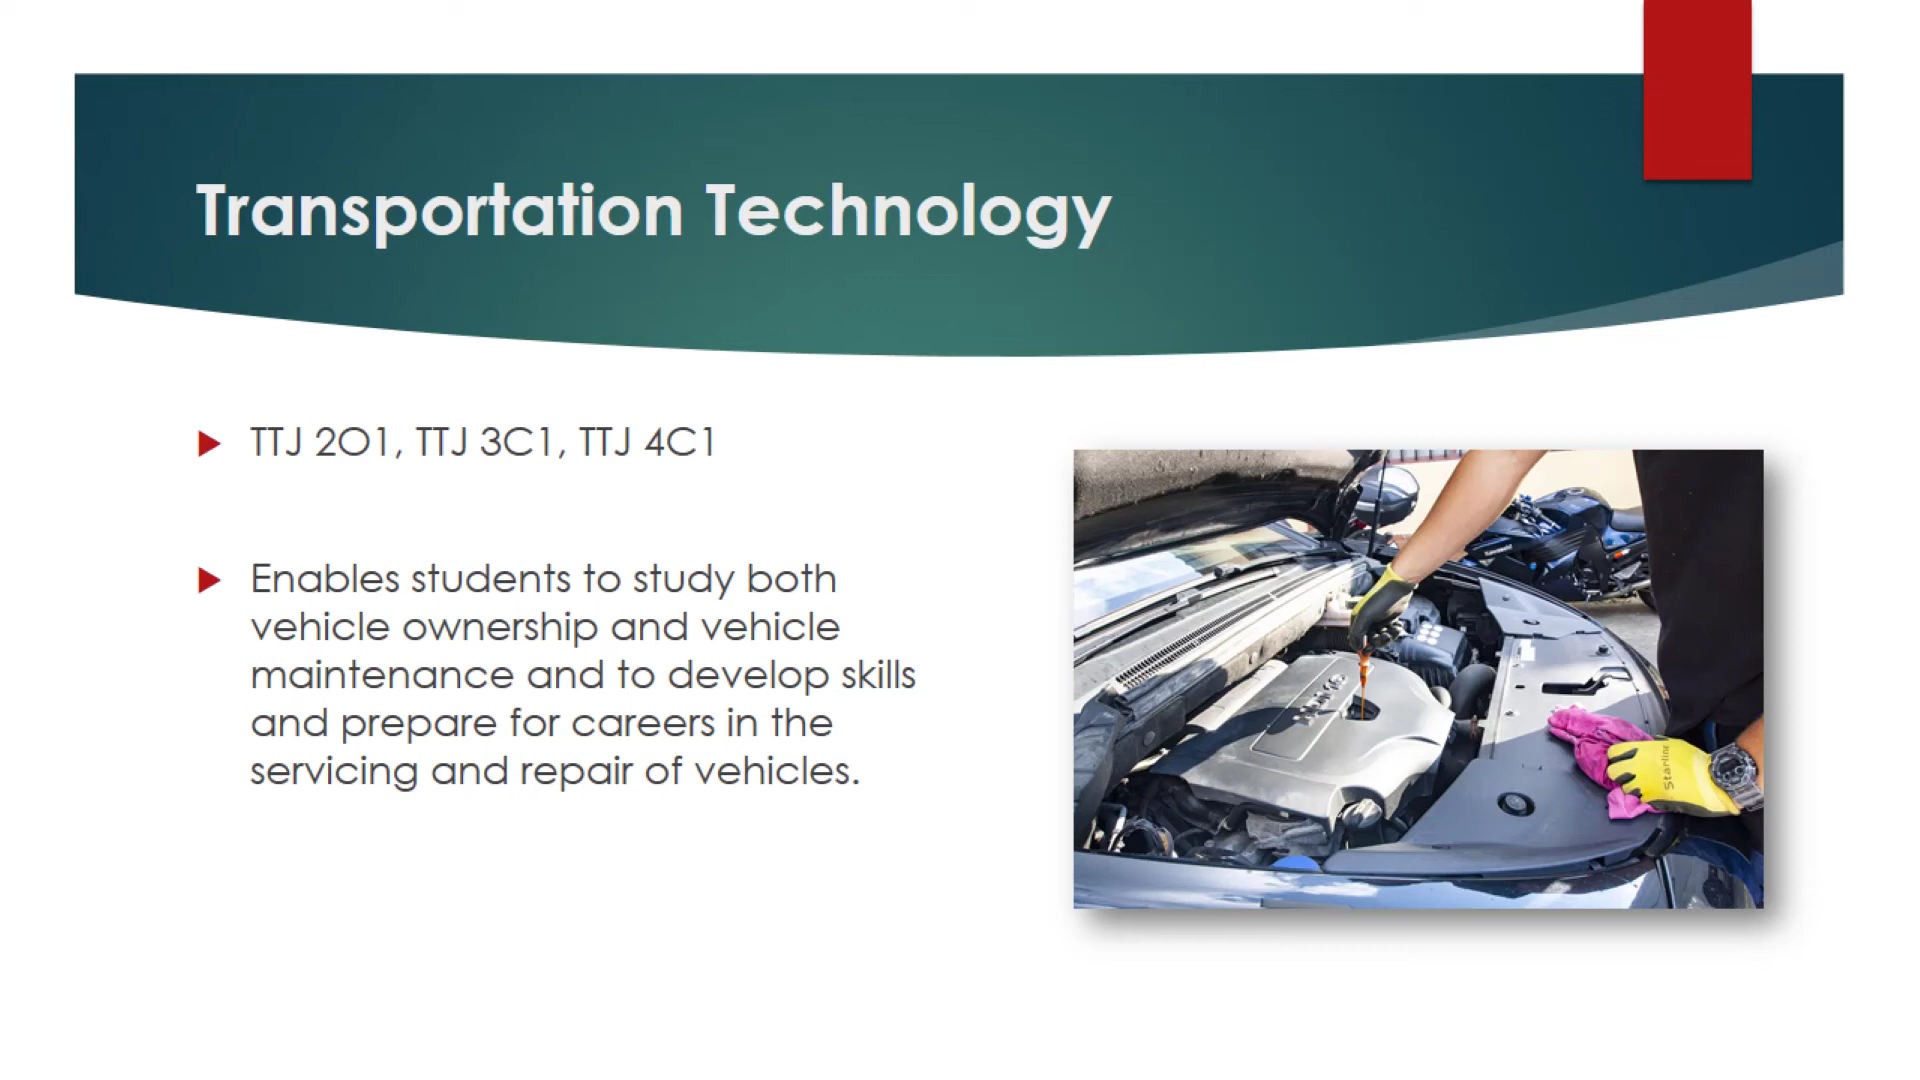 Transportation Technology
TTJ 2O1, TTJ 3C1, TTJ 4C1
Enables students to study both
vehicle ownership and vehicle
maintenance and to develop skills
and prepare for careers in the
servicing and repair of vehicles.
Starline